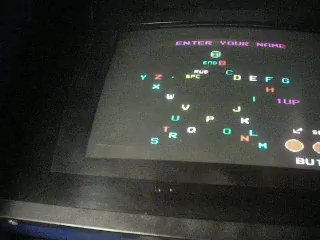 ENTER YOUR NAME
END B
RUB C
Y Z . SPC D E F G
X H
W I 1UP
V J
U P K
T R Q O L
S N M
BUT